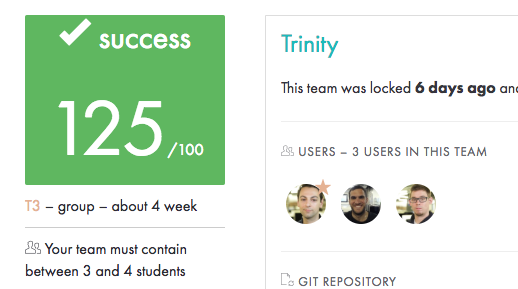 success
125 /100
T3 – group – about 4 week
Your team must contain
between 3 and 4 students
Trinity
This team was locked 6 days ago and
USERS – 3 USERS IN THIS TEAM
GIT REPOSITORY